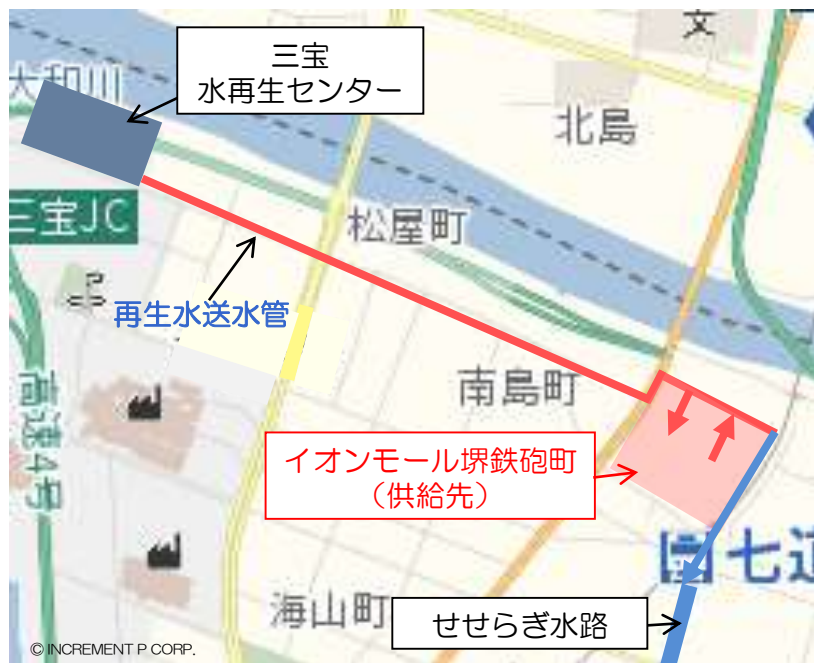 三宝
水再生センター
文
大和川
北島
三宝JC
松屋町
再生水送水管
南島町
高速4号
イオンモール堺鉄砲町
（供給先）
七道
海山町
せせらぎ水路
© INCREMENT P CORP.